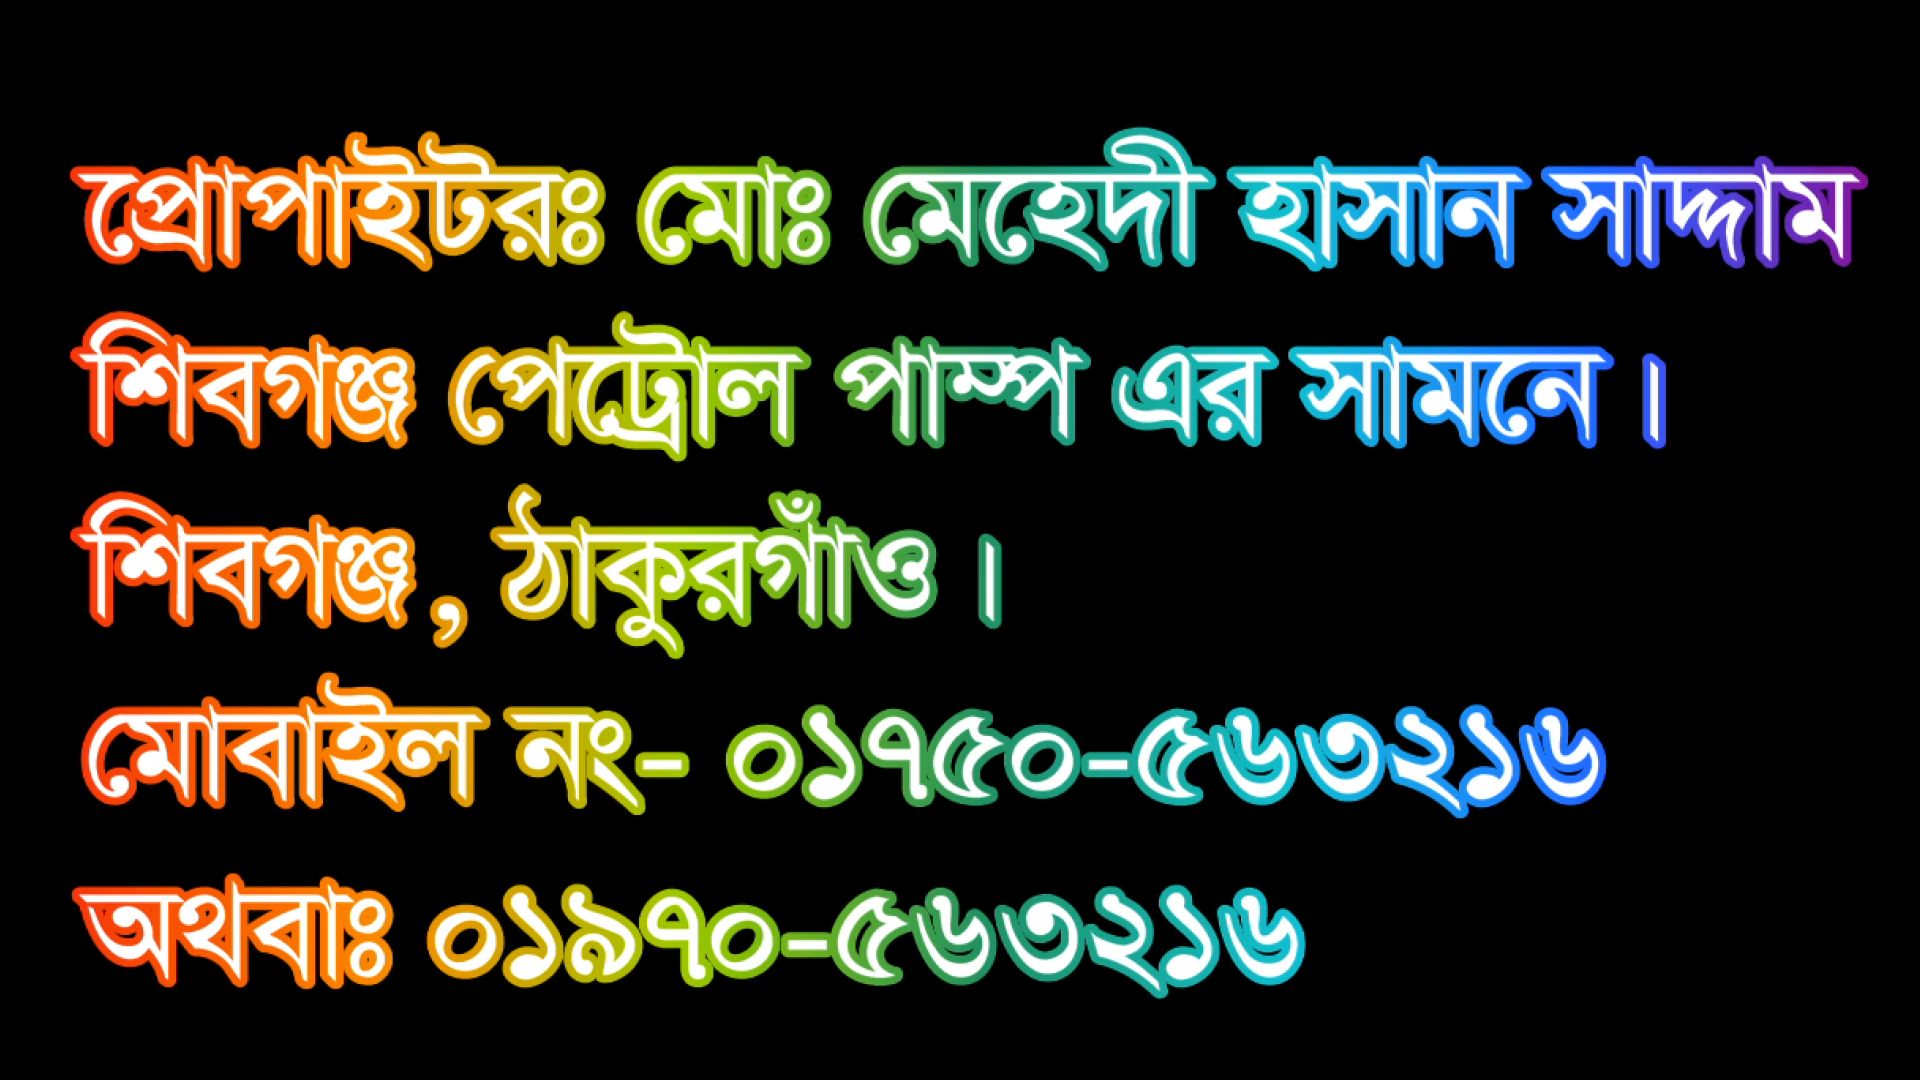 প্রোপাইটরঃ মোঃ মেহেদী হাসান সাদ্দাম
শিবগঞ্জ পেট্রোল পাম্প এর সামনে।
শিবগঞ্জ, ঠাকুরগাঁও।
মোবাইল নং- ০১৭৫০-৫৬৩২১৬
অথবাঃ ০১৯৭০-৫৬৩২১৬